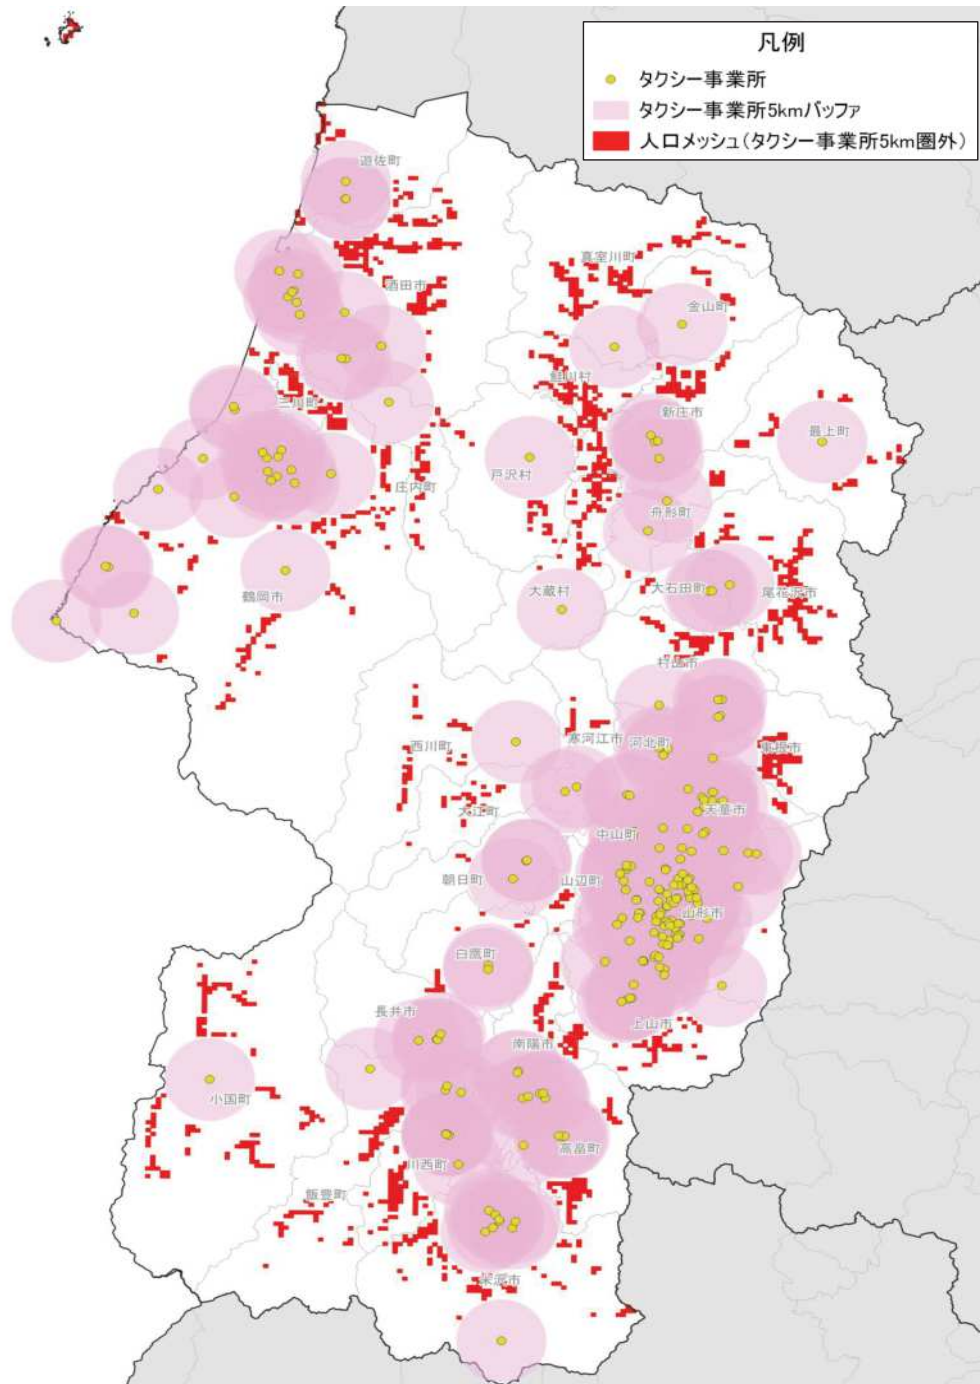 凡例
タクシー事業所
タクシー事業所5kmバッファ
人口メッシュ(タクシー事業所5km圏外)
遊佐町
真室川町
酒田市
金山町
鮭川村
三川町
新庄市
最上町
戸沢村
庄内町
舟形町
大蔵村
大石田町
尾花沢市
鶴岡市
村山市
寒河江市
河北町
西川町
東根市
大江町
天童市
中山町
朝日町
山辺町
山形市
白鷹町
長井市
上山市
南陽市
小国町
高畠町
川西町
飯豊町
米沢市